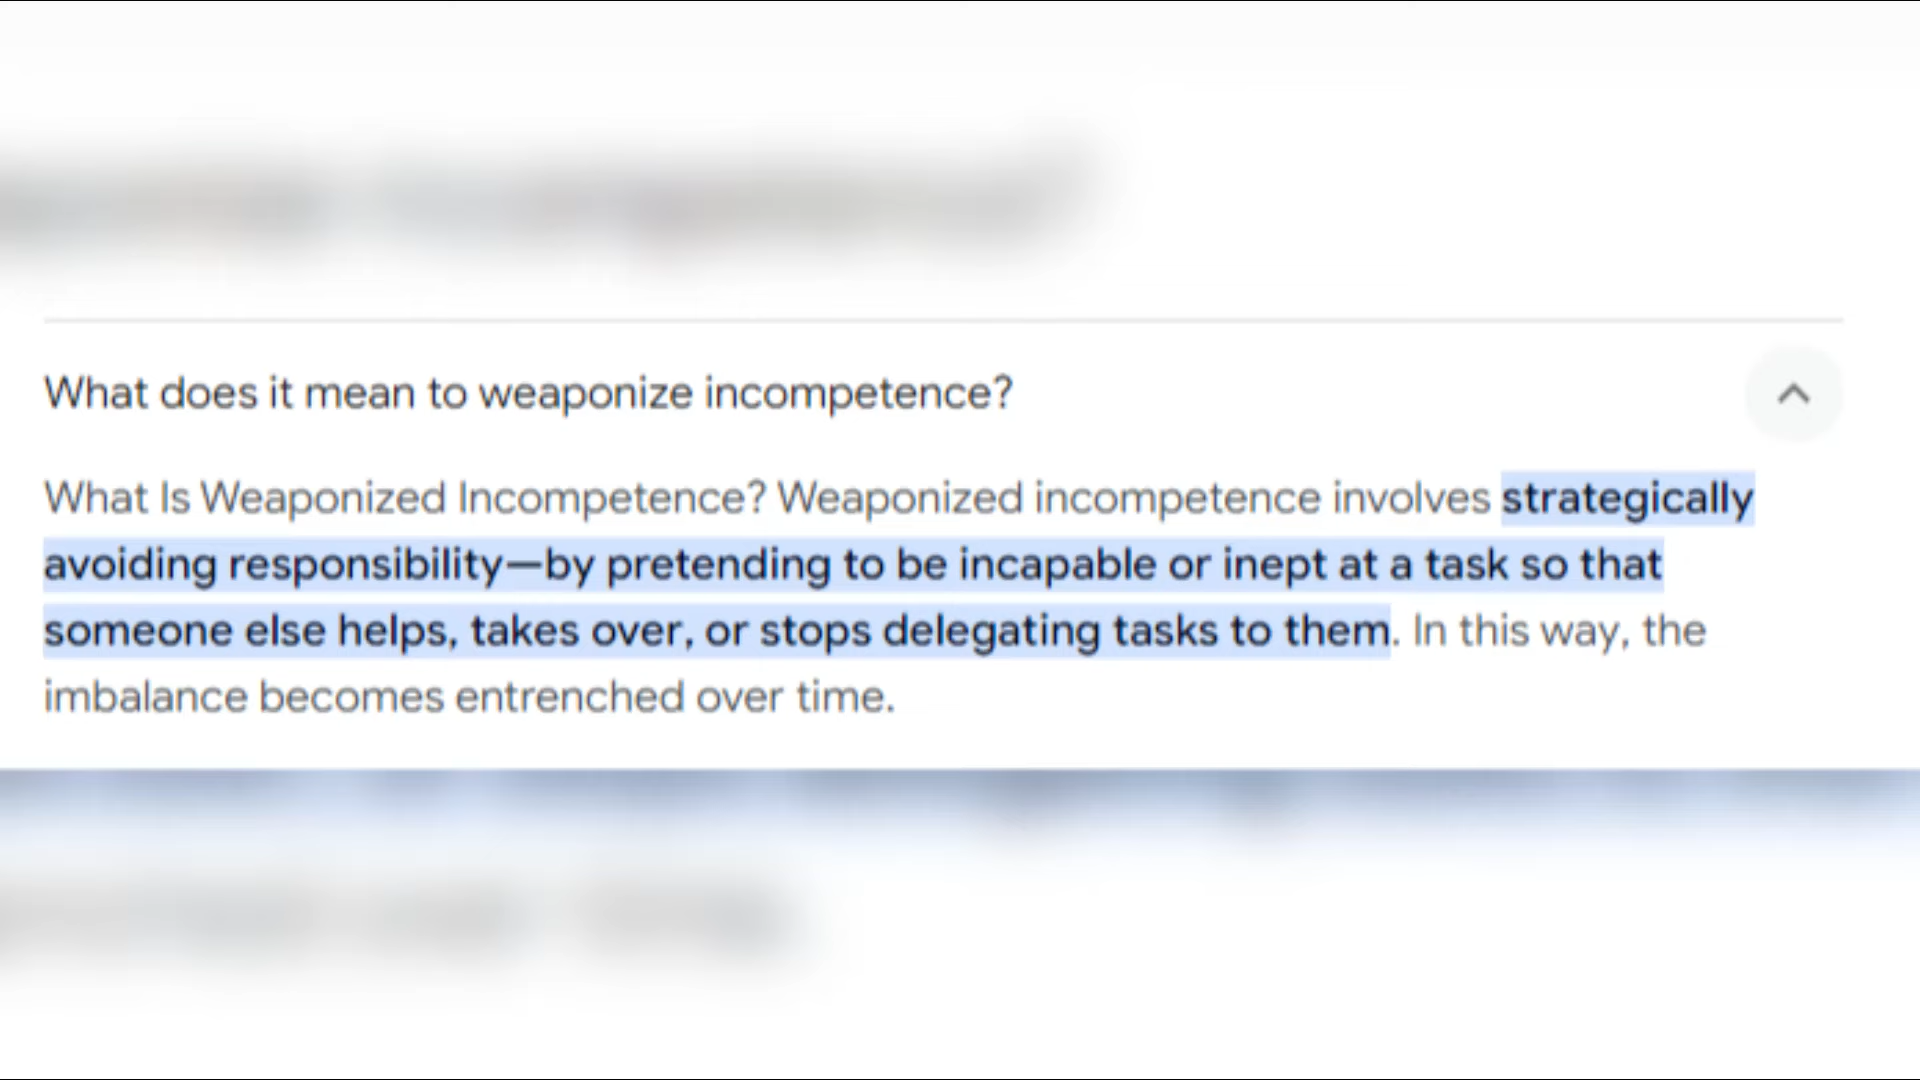 What does it mean to weaponize incompetence?
What Is Weaponized Incompetence? Weaponized incompetence involves strategically
avoiding responsibility—by pretending to be incapable or inept at a task so that
someone else helps, takes over, or stops delegating tasks to them. In this way, the
imbalance becomes entrenched over time.